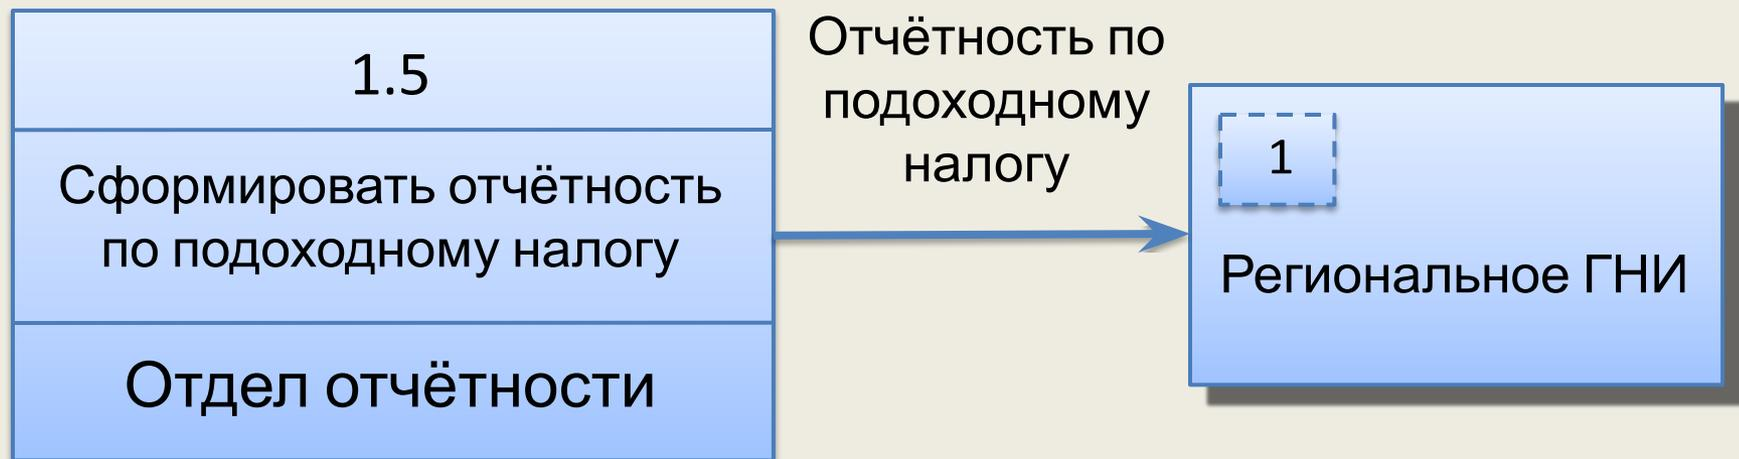 1.5
Сформировать отчётность
по подоходному налогу
Отдел отчётности
Отчётность по
подоходному
налогу
1
Региональное ГНИ